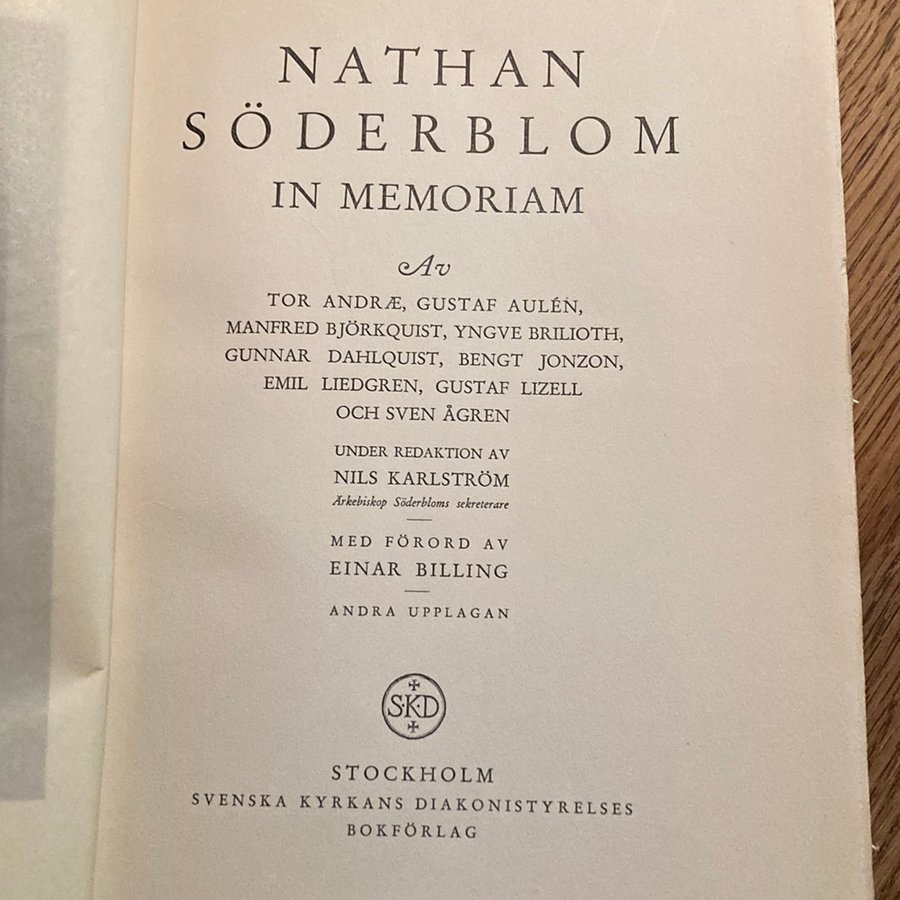 NATHAN
SÖDERBLOM
IN MEMORIAM
Av
TOR ANDRÆ, GUSTAF AULÉN,
MANFRED BJÖRKQUIST, YNGVE BRILIOTH,
GUNNAR DAHLQUIST, BENGT JONZON,
EMIL LIEDGREN, GUSTAF LIZELL
OCH SVEN ÅGREN
UNDER REDAKTION AV
NILS KARLSTRÖM
Ärkebiskop Söderbloms sekreterare
MED FÖRORD AV
EINAR BILLING
ANDRA UPPLAGAN
S·K·D
STOCKHOLM
SVENSKA KYRKANS DIAKONISTYRELSES
BOKFÖRLAG